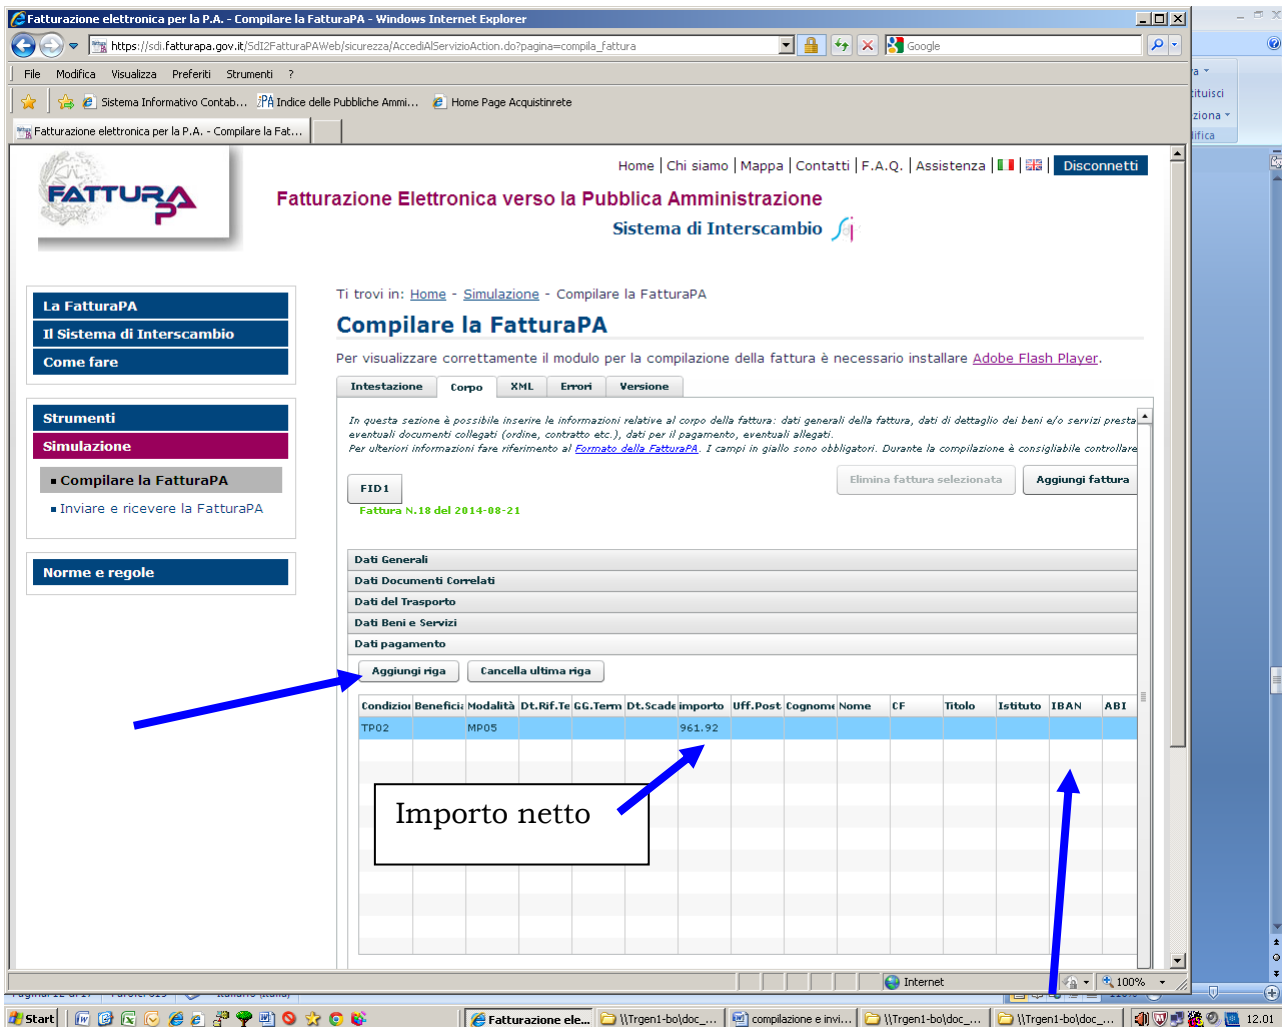 Fatturazione elettronica per la P.A. - Compilare la FatturaPA - Windows Internet Explorer
https://sdi.fatturapa.gov.it/SdI2FatturaPAWeb/sicurezza/AccediAlServizioAction.do?pagina=compila_fattura
Google
File Modifica Visualizza Preferiti Strumenti ?
Sistema Informativo Contab... Indice delle Pubbliche Ammi... Home Page Acquistinrete
Fatturazione elettronica per la P.A. - Compilare la Fat...
Home | Chi siamo | Mappa | Contatti | F.A.Q. | Assistenza | Disconnetti
FATTURAPA
Fatturazione Elettronica verso la Pubblica Amministrazione
Sistema di Interscambio
La FatturaPA
Il Sistema di Interscambio
Come fare
Strumenti
Simulazione
Compilare la FatturaPA
Inviare e ricevere la FatturaPA
Norme e regole
Ti trovi in: Home - Simulazione - Compilare la FatturaPA
Compilare la FatturaPA
Per visualizzare correttamente il modulo per la compilazione della fattura è necessario installare Adobe Flash Player.
Intestazione Corpo XML Errori Versione
In questa sezione è possibile inserire le informazioni relative al corpo della fattura: dati generali della fattura, dati di dettaglio dei beni e/o servizi presta
eventuali documenti collegati (ordine, contratto etc.), dati per il pagamento, eventuali allegati.
Per ulteriori informazioni fare riferimento al Formato della FatturaPA. I campi in giallo sono obbligatori. Durante la compilazione è consigliabile controllare
FID1
Elimina fattura selezionata Aggiungi fattura
Fattura N.18 del 2014-08-21
Dati Generali
Dati Documenti Correlati
Dati del Trasporto
Dati Beni e Servizi
Dati pagamento
Aggiungi riga Cancella ultima riga
Condizion Beneficia Modalità Dt.Rif.Te GG.Term Dt.Scade importo Uff.Post Cognome Nome CF Titolo Istituto IBAN ABI
TP02 MP05 961.92
Importo netto
Internet 100%
Start Fatturazione ele... \\Trgen1-bo\doc_... compilazione e invi... \\Trgen1-bo\doc_... \\Trgen1-bo\doc_... 12.01